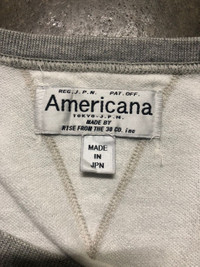 REG.J.P.N. PAT.OFF.
Americana
TOKYO-J.P.N.
MADE BY
RISE FROM THE 30 CO. inc
MADE
IN
JPN